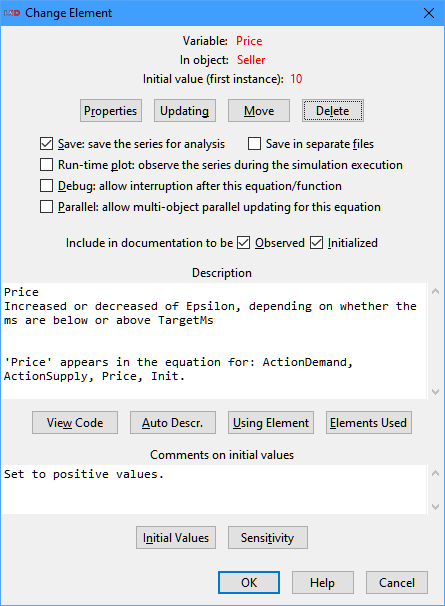 LMD Change Element
Variable: Price
In object: Seller
Initial value (first instance): 10
Properties Updating Move Delete
Save: save the series for analysis Save in separate files
Run-time plot: observe the series during the simulation execution
Debug: allow interruption after this equation/function
Parallel: allow multi-object parallel updating for this equation
Include in documentation to be Observed Initialized
Description
Price
Increased or decreased of Epsilon, depending on whether the
ms are below or above TargetMs
'Price' appears in the equation for: ActionDemand,
ActionSupply, Price, Init.
View Code Auto Descr. Using Element Elements Used
Comments on initial values
Set to positive values.
Initial Values Sensitivity
OK Help Cancel